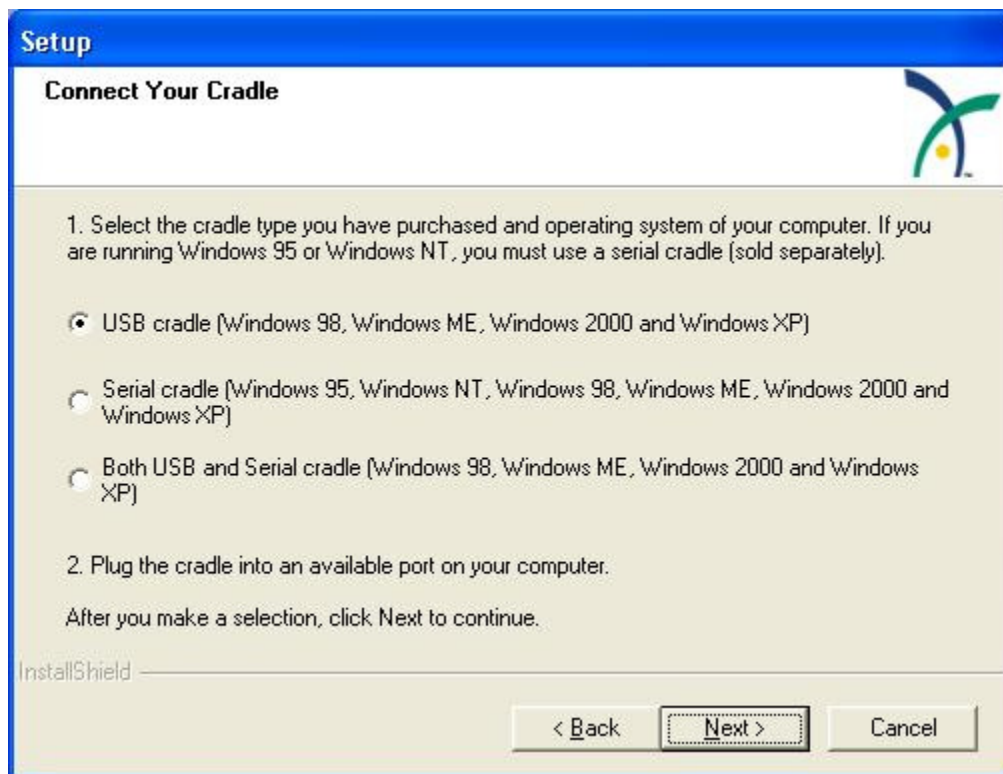 Setup
Connect Your Cradle
1. Select the cradle type you have purchased and operating system of your computer. If you
are running Windows 95 or Windows NT, you must use a serial cradle (sold separately).
USB cradle (Windows 98, Windows ME, Windows 2000 and Windows XP)
Serial cradle (Windows 95, Windows NT, Windows 98, Windows ME, Windows 2000 and
Windows XP)
Both USB and Serial cradle (Windows 98, Windows ME, Windows 2000 and Windows
XP)
2. Plug the cradle into an available port on your computer.
After you make a selection, click Next to continue.
InstallShield
< Back Next > Cancel